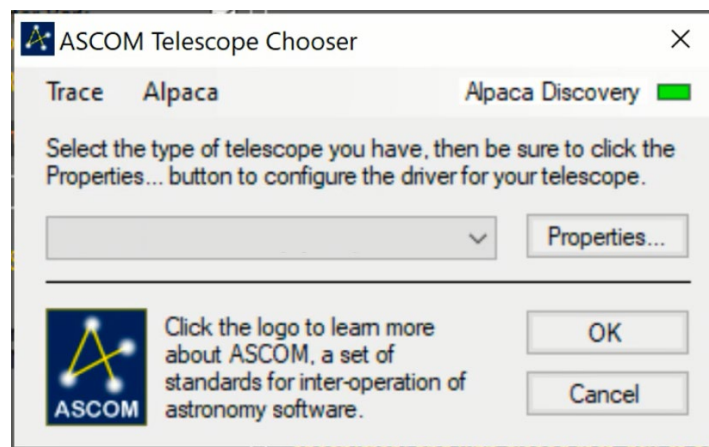 ASCOM Telescope Chooser
Trace Alpaca Alpaca Discovery
Select the type of telescope you have, then be sure to click the
Properties... button to configure the driver for your telescope.
Properties...
Click the logo to learn more
about ASCOM, a set of
standards for inter-operation of
astronomy software.
ASCOM
OK
Cancel